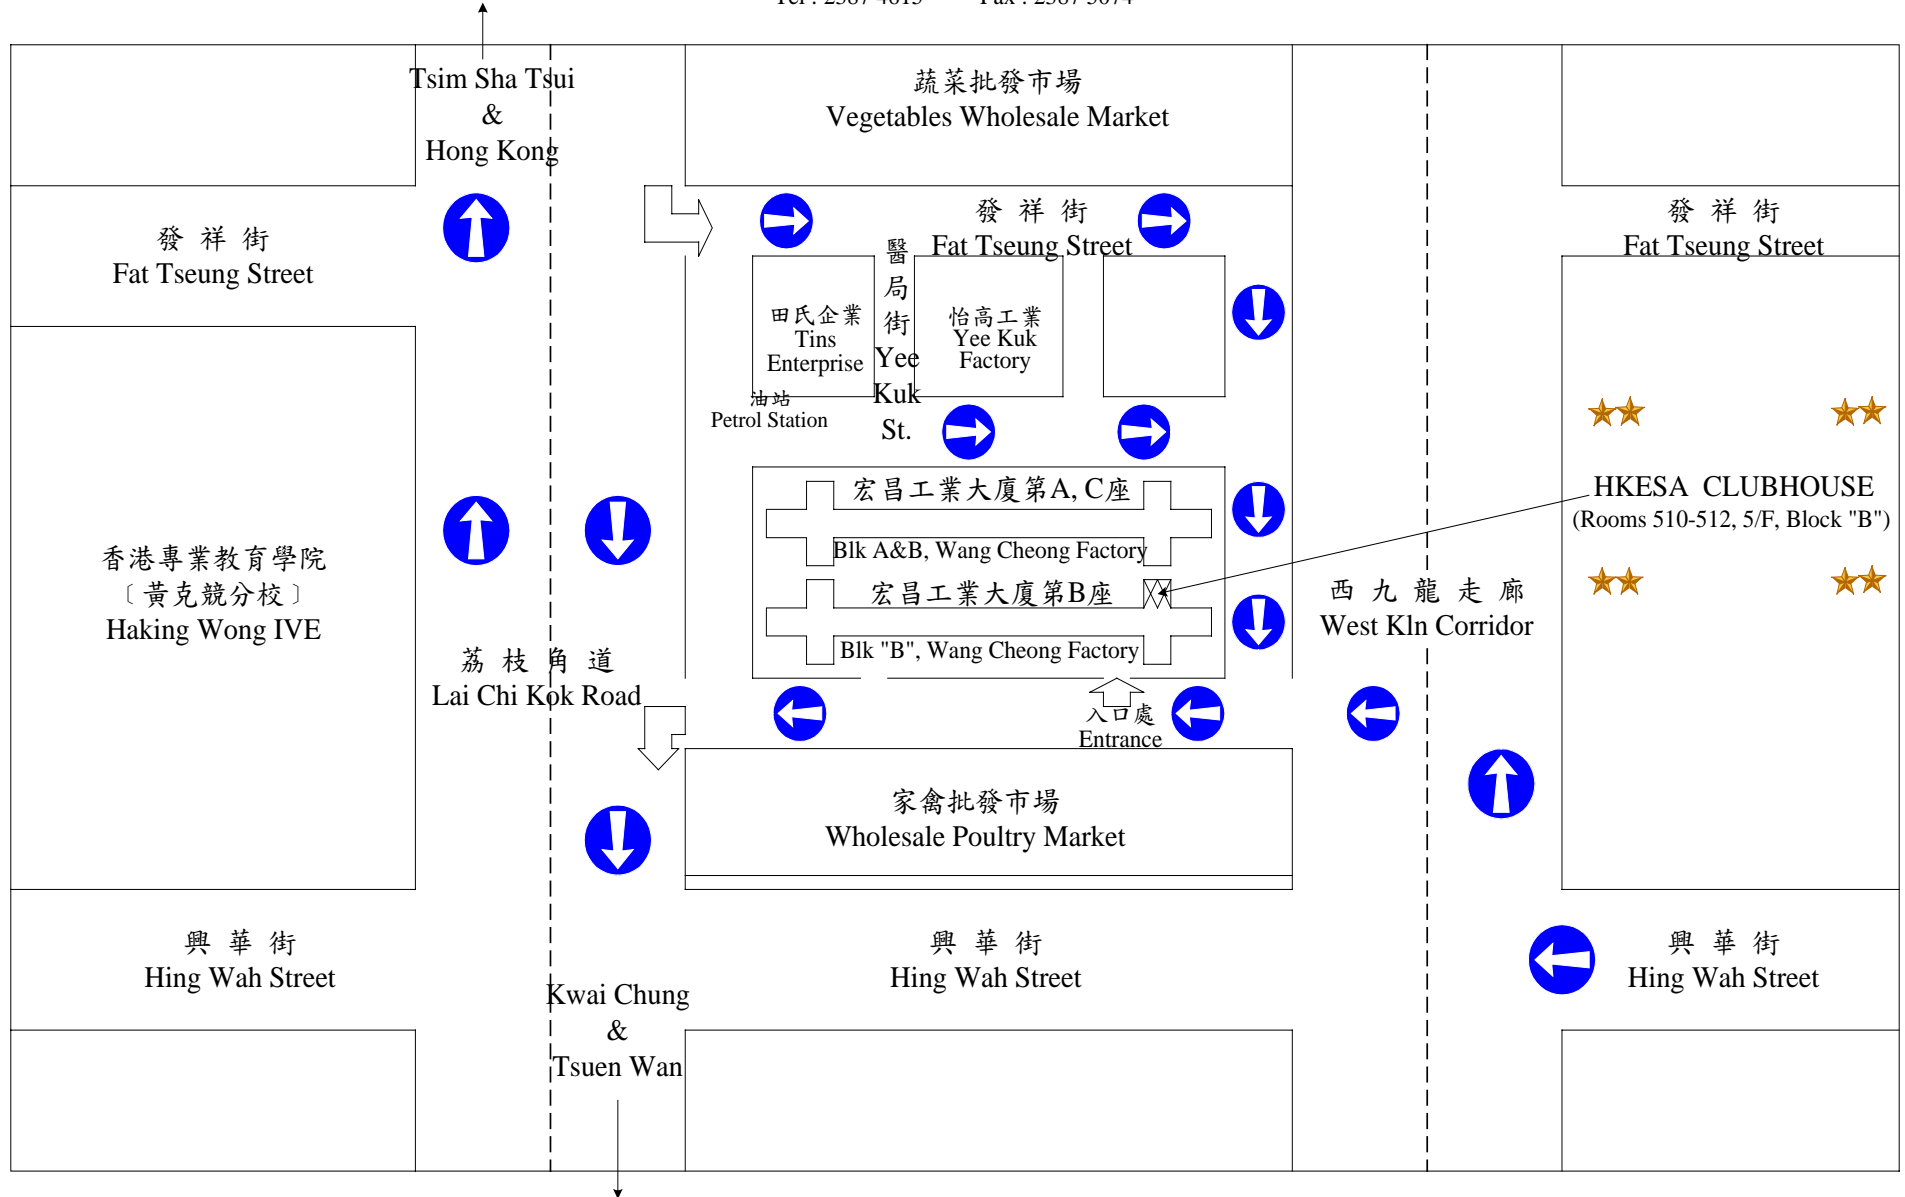 Tsim Sha Tsui
&
Hong Kong
蔬菜批發市場
Vegetables Wholesale Market
發 祥 街
Fat Tseung Street
發 祥 街
Fat Tseung Street
發 祥 街
Fat Tseung Street
醫
局
街
Yee
Kuk
St.
田氏企業
Tins
Enterprise
怡高工業
Yee Kuk
Factory
油站
Petrol Station
宏昌工業大廈第A, C座
Blk A&B, Wang Cheong Factory
宏昌工業大廈第B座
Blk "B", Wang Cheong Factory
HKESA CLUBHOUSE
(Rooms 510-512, 5/F, Block "B")
香港專業教育學院
﹝黃克競分校﹞
Haking Wong IVE
西 九 龍 走 廊
West Kln Corridor
荔 枝 角 道
Lai Chi Kok Road
入口處
Entrance
家禽批發市場
Wholesale Poultry Market
興 華 街
Hing Wah Street
興 華 街
Hing Wah Street
興 華 街
Hing Wah Street
Kwai Chung
&
Tsuen Wan